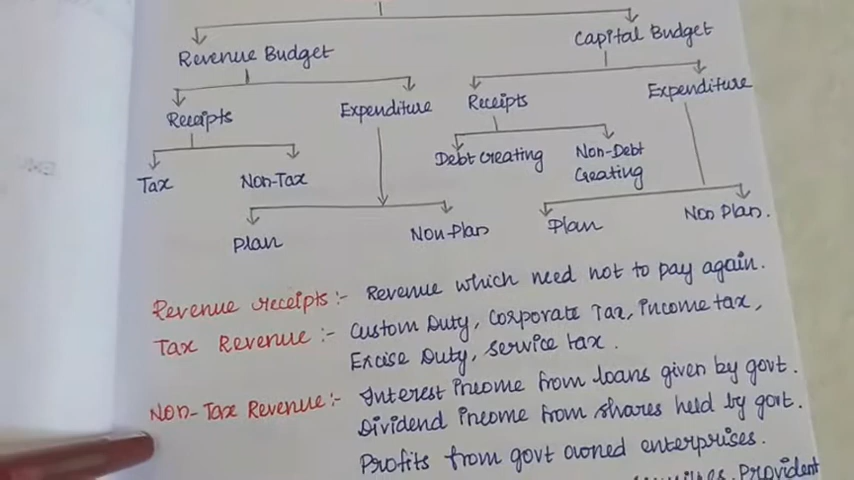 Revenue Budget Capital Budget
Receipts Expenditure Receipts Expenditure
Tax Non-Tax Debt Creating Non-Debt Creating
Plan Non-Plan Plan Non Plan.
Revenue receipts :- Revenue which need not to pay again.
Tax Revenue :- Custom Duty, Corporate Tax, Income tax,
Excise Duty, service tax.
Non-Tax Revenue :- Interest income from loans given by govt.
Dividend income from shares held by govt.
Profits from govt owned enterprises.
Provident